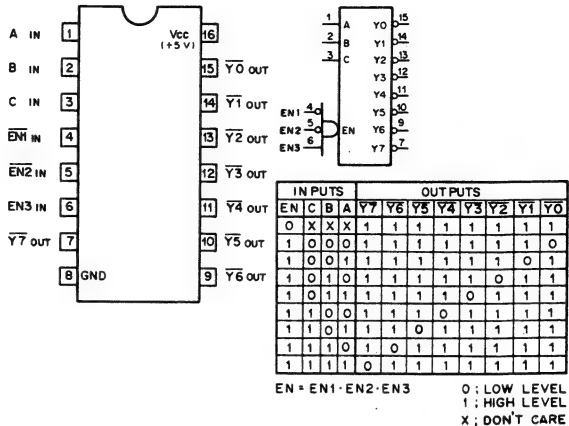 A IN 1 Vcc (+5V) 16
B IN 2 15 Y0 OUT
C IN 3 14 Y1 OUT
EN1 IN 4 13 Y2 OUT
EN2 IN 5 12 Y3 OUT
EN3 IN 6 11 Y4 OUT
Y7 OUT 7 10 Y5 OUT
8 GND 9 Y6 OUT
1 A Y0 15
2 B Y1 14
3 C Y2 13
Y3 12
Y4 11
EN1 4 Y5 10
EN2 5 EN Y6 9
EN3 6 Y7 7
INPUTS OUTPUTS
EN C B A Y7 Y6 Y5 Y4 Y3 Y2 Y1 Y0
0 X X X 1 1 1 1 1 1 1 1
1 0 0 0 1 1 1 1 1 1 1 0
1 0 0 1 1 1 1 1 1 1 0 1
1 0 1 0 1 1 1 1 1 0 1 1
1 0 1 1 1 1 1 1 0 1 1 1
1 1 0 0 1 1 1 0 1 1 1 1
1 1 0 1 1 1 0 1 1 1 1 1
1 1 1 0 1 0 1 1 1 1 1 1
1 1 1 1 0 1 1 1 1 1 1 1
EN = EN1·EN2·EN3
0 ; LOW LEVEL
1 ; HIGH LEVEL
X ; DON'T CARE